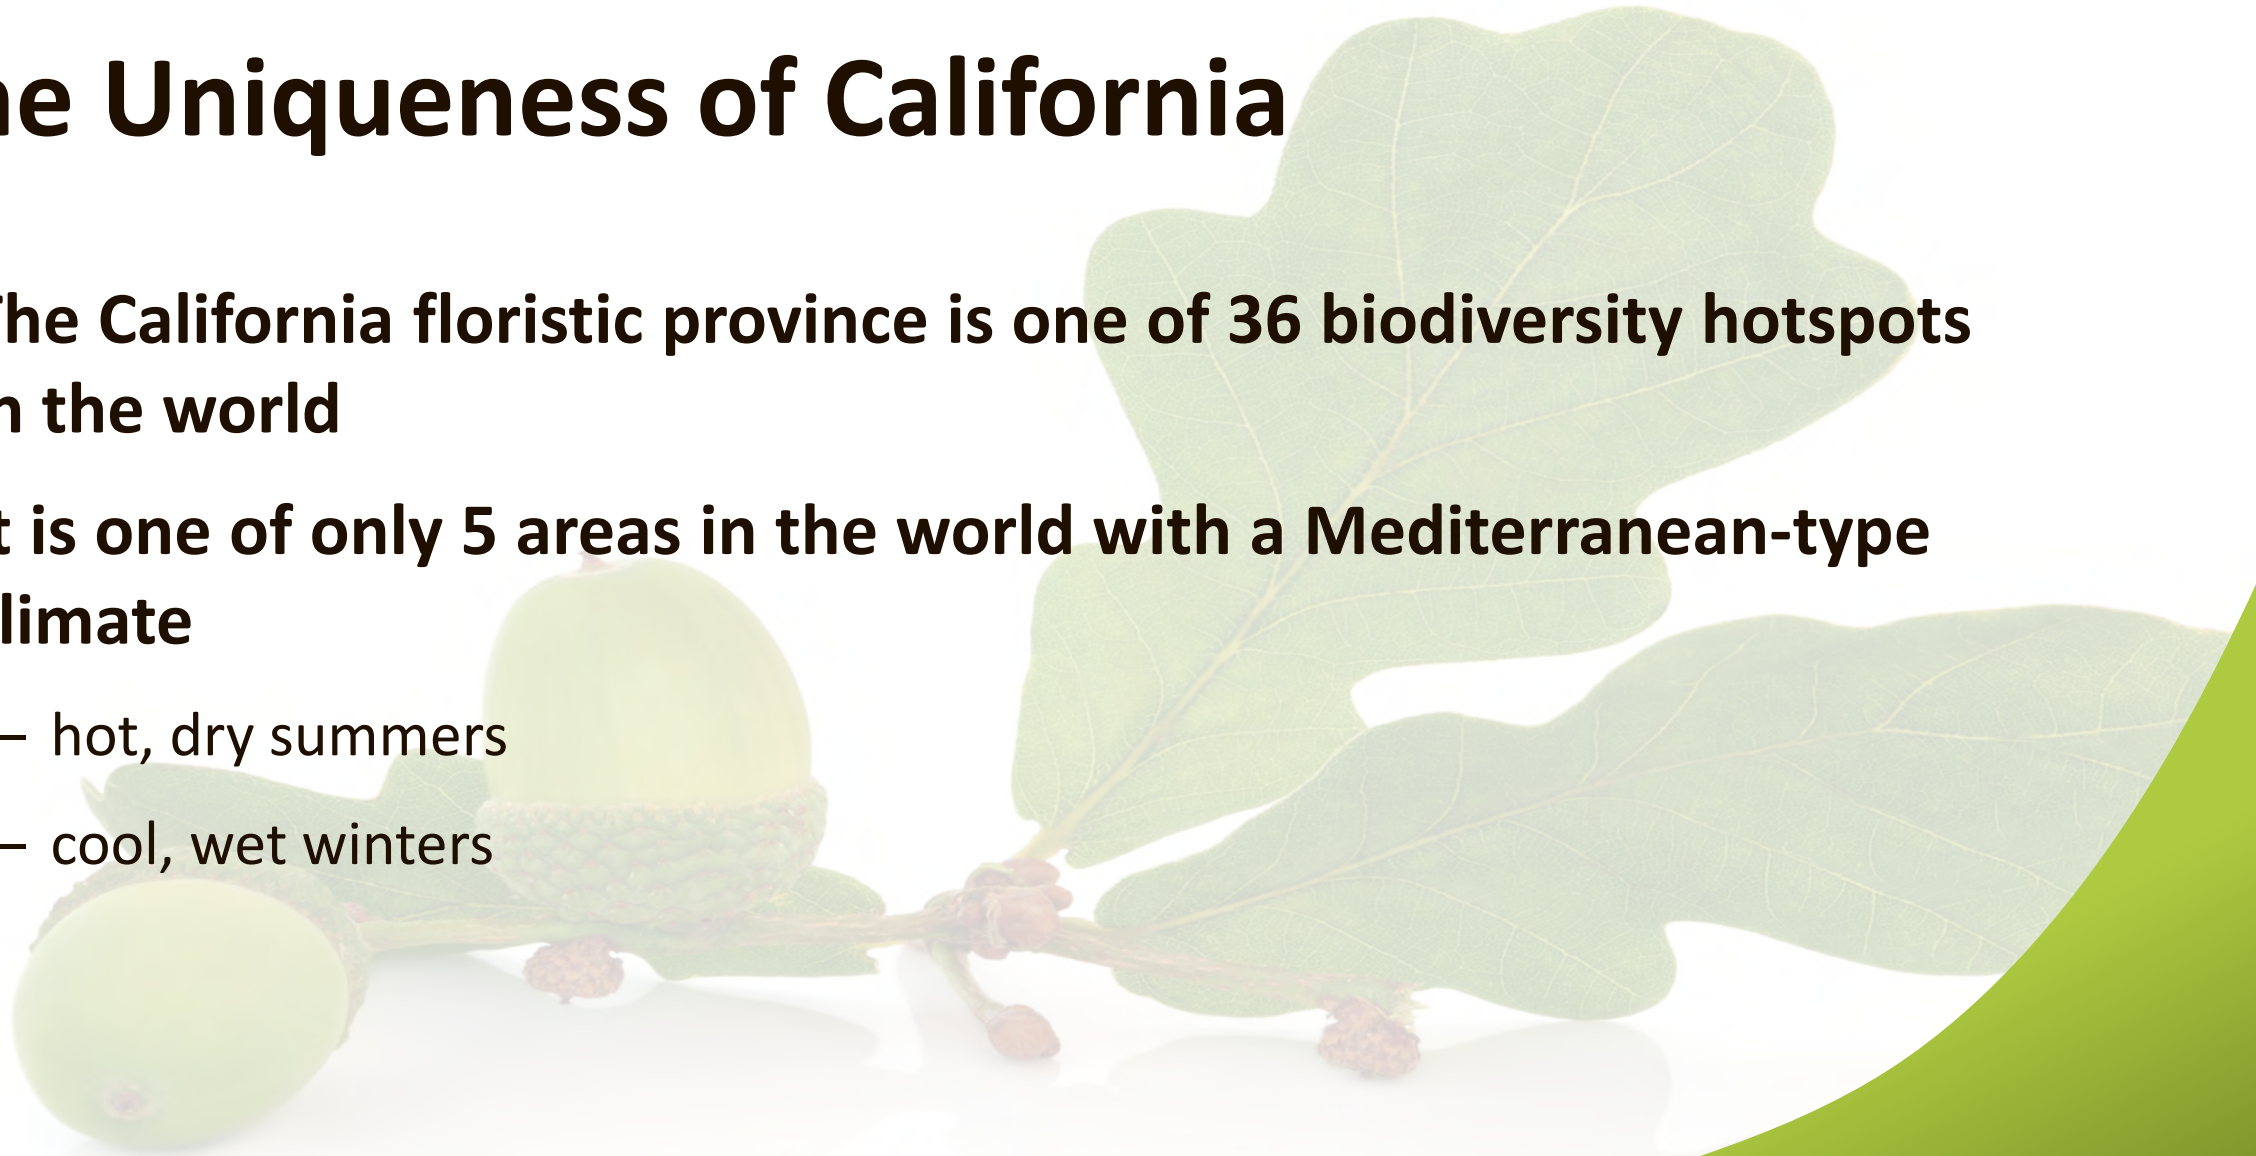 he Uniqueness of California
The California floristic province is one of 36 biodiversity hotspots
n the world
t is one of only 5 areas in the world with a Mediterranean-type
limate
– hot, dry summers
– cool, wet winters